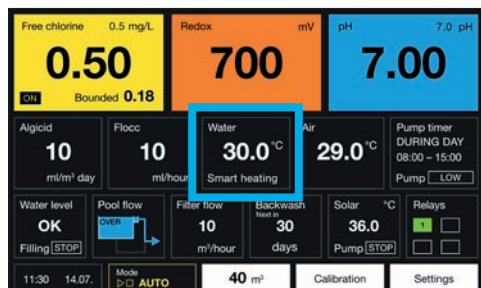 Free chlorine 0.5 mg/L
0.50
ON Bounded 0.18
Redox mV
700
pH 7.0 pH
7.00
Algicid
10
ml/m³ day
Flocc
10
ml/hour
Water
30.0 °C
Smart heating
Air
29.0 °C
Pump timer
DURING DAY
08:00 – 15:00
Pump LOW
Water level
OK
Filling STOP
Pool flow
OVER
Filter flow
10
m³/hour
Backwash
Next in
30
days
Solar °C
36.0
Pump STOP
Relays
1
11:30 14.07.
Mode
AUTO
40 m³
Calibration
Settings